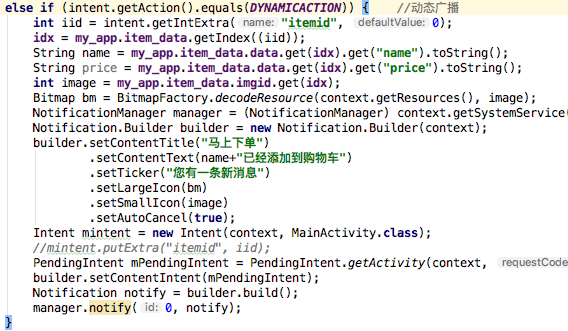 else if (intent.getAction().equals(DYNAMICACTION)) {    //动态广播
int iid = intent.getIntExtra( name: "itemid", defaultValue: 0);
idx = my_app.item_data.getIndex((iid));
String name = my_app.item_data.data.get(idx).get("name").toString();
String price = my_app.item_data.data.get(idx).get("price").toString();
int image = my_app.item_data.imgid.get(idx);
Bitmap bm = BitmapFactory.decodeResource(context.getResources(), image);
NotificationManager manager = (NotificationManager) context.getSystemService(
Notification.Builder builder = new Notification.Builder(context);
builder.setContentTitle("马上下单")
.setContentText(name+"已经添加到购物车")
.setTicker("您有一条新消息")
.setLargeIcon(bm)
.setSmallIcon(image)
.setAutoCancel(true);
Intent mintent = new Intent(context, MainActivity.class);
//mintent.putExtra("itemid", iid);
PendingIntent mPendingIntent = PendingIntent.getActivity(context, requestCode
builder.setContentIntent(mPendingIntent);
Notification notify = builder.build();
manager.notify( id: 0, notify);
}